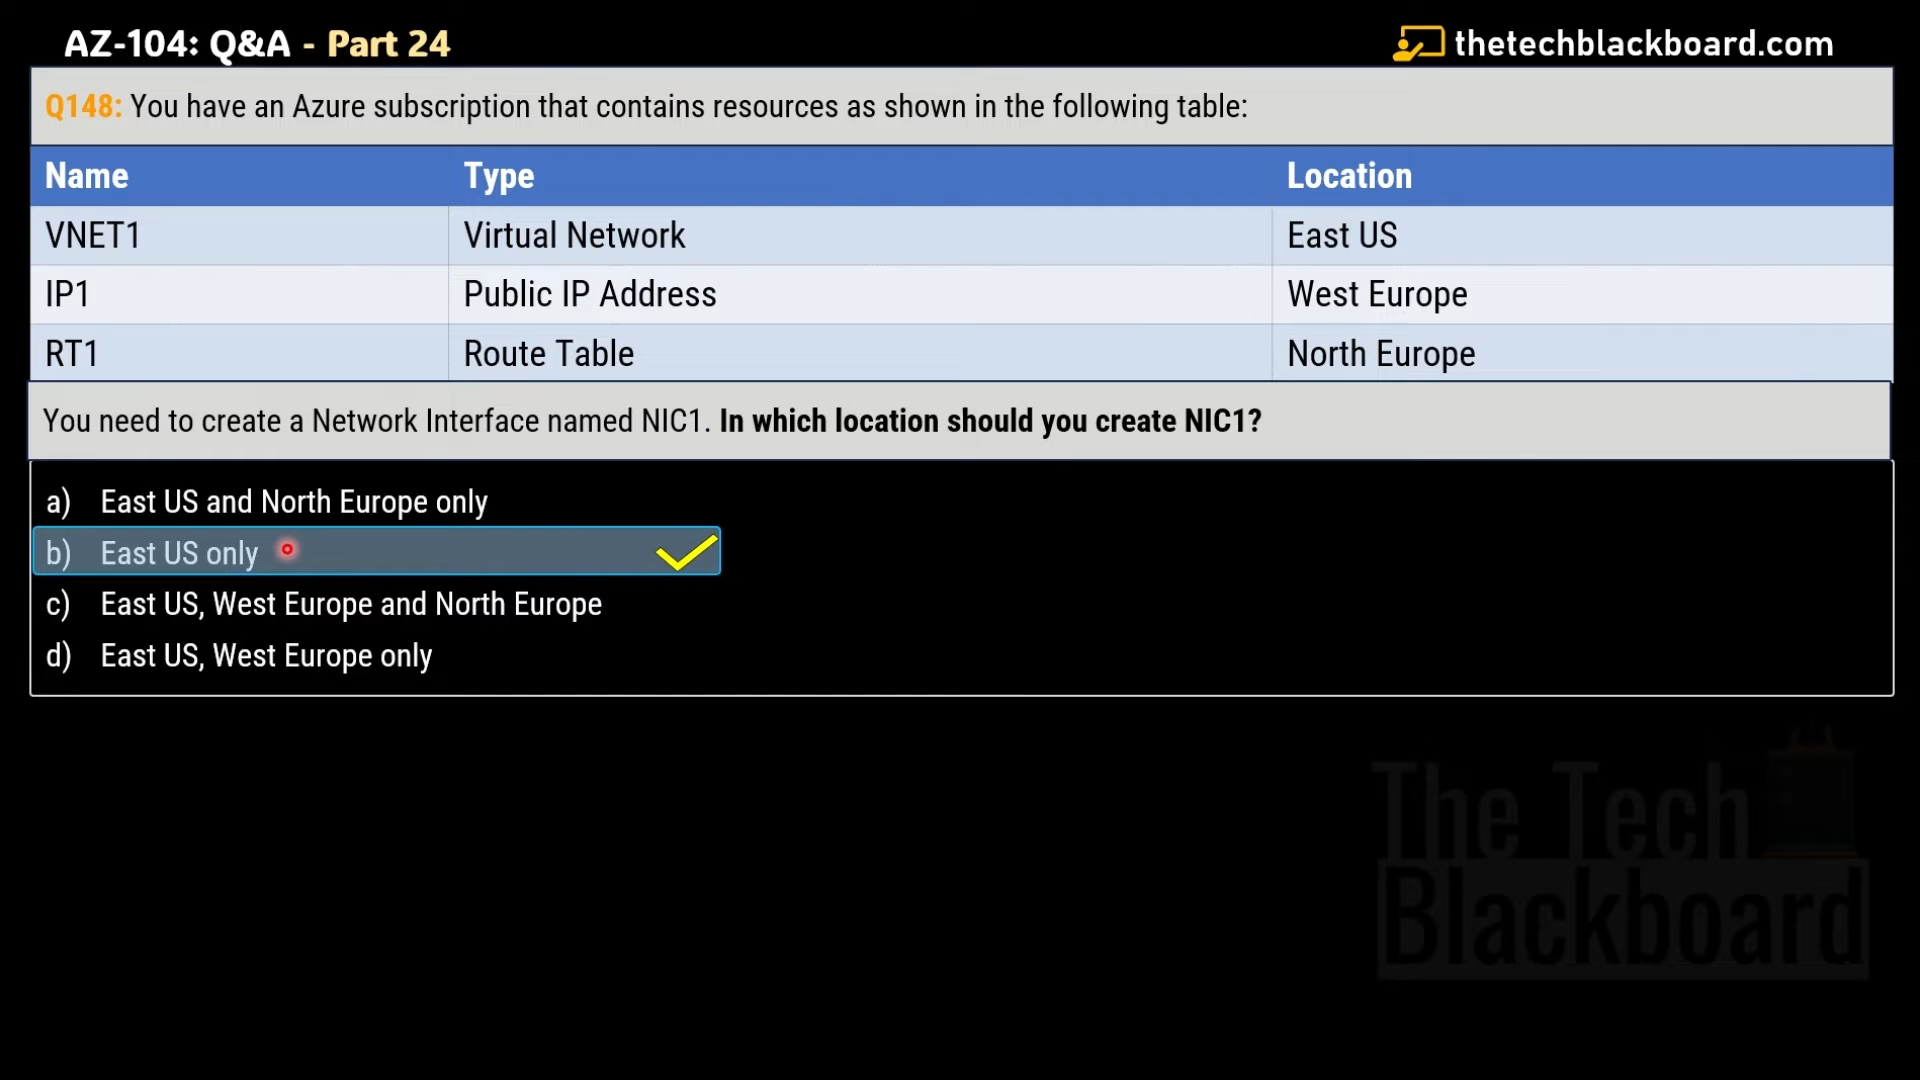 AZ-104: Q&A - Part 24
thetechblackboard.com
Q148: You have an Azure subscription that contains resources as shown in the following table:
Name Type Location
VNET1 Virtual Network East US
IP1 Public IP Address West Europe
RT1 Route Table North Europe
You need to create a Network Interface named NIC1. In which location should you create NIC1?
a) East US and North Europe only
b) East US only
c) East US, West Europe and North Europe
d) East US, West Europe only
The Tech
Blackboard